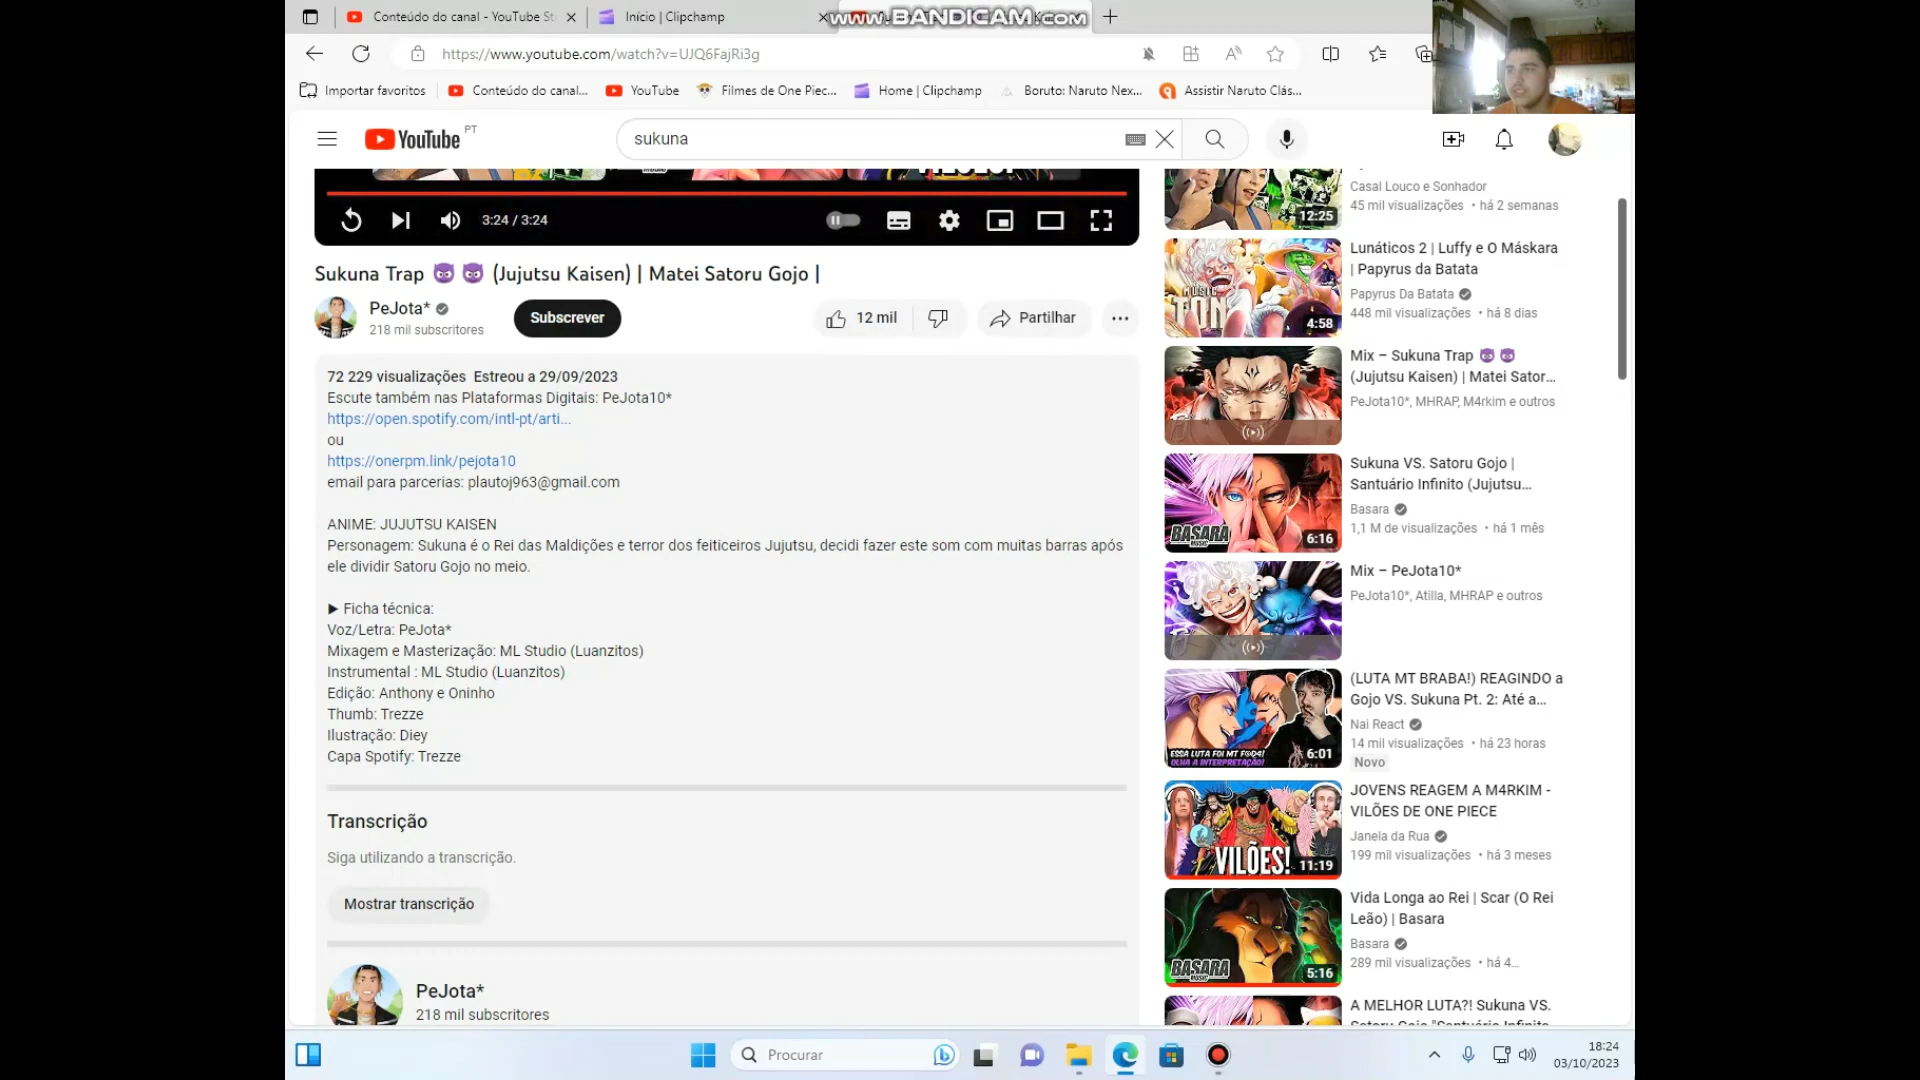 Conteúdo do canal - YouTube St
Início | Clipchamp
www.BANDICAM.com
https://www.youtube.com/watch?v=UJQ6FajRi3g
Importar favoritos
Conteúdo do canal...
YouTube
Filmes de One Piec...
Home | Clipchamp
Boruto: Naruto Nex...
Assistir Naruto Clás...
YouTube PT
sukuna
3:24 / 3:24
Sukuna Trap 😈 😈 (Jujutsu Kaisen) | Matei Satoru Gojo |
PeJota*
218 mil subscritores
Subscrever
12 mil
Partilhar
72 229 visualizações Estreou a 29/09/2023
Escute também nas Plataformas Digitais: PeJota10*
https://open.spotify.com/intl-pt/arti...
ou
https://onerpm.link/pejota10
email para parcerias: plautoj963@gmail.com
ANIME: JUJUTSU KAISEN
Personagem: Sukuna é o Rei das Maldições e terror dos feiticeiros Jujutsu, decidi fazer este som com muitas barras após
ele dividir Satoru Gojo no meio.
▶ Ficha técnica:
Voz/Letra: PeJota*
Mixagem e Masterização: ML Studio (Luanzitos)
Instrumental : ML Studio (Luanzitos)
Edição: Anthony e Oninho
Thumb: Trezze
Ilustração: Diey
Capa Spotify: Trezze
Transcrição
Siga utilizando a transcrição.
Mostrar transcrição
PeJota*
218 mil subscritores
12:25
Casal Louco e Sonhador
45 mil visualizações • há 2 semanas
4:58
Lunáticos 2 | Luffy e O Máskara
| Papyrus da Batata
Papyrus Da Batata
448 mil visualizações • há 8 dias
Mix – Sukuna Trap 😈 😈
(Jujutsu Kaisen) | Matei Sator...
PeJota10*, MHRAP, M4rkim e outros
BASARA
6:16
Sukuna VS. Satoru Gojo |
Santuário Infinito (Jujutsu...
Basara
1,1 M de visualizações • há 1 mês
Mix – PeJota10*
PeJota10*, Atilla, MHRAP e outros
ESSA LUTA FOI MT F@D4!
OLHA A INTERPRETAÇÃO!
6:01
(LUTA MT BRABA!) REAGINDO a
Gojo VS. Sukuna Pt. 2: Até a...
Nai React
14 mil visualizações • há 23 horas
Novo
VILÕES!
11:19
JOVENS REAGEM A M4RKIM -
VILÕES DE ONE PIECE
Janela da Rua
199 mil visualizações • há 3 meses
BASARA
5:16
Vida Longa ao Rei | Scar (O Rei
Leão) | Basara
Basara
289 mil visualizações • há 4...
A MELHOR LUTA?! Sukuna VS.
Satoru Gojo "Santuário Infinito
Procurar
18:24
03/10/2023